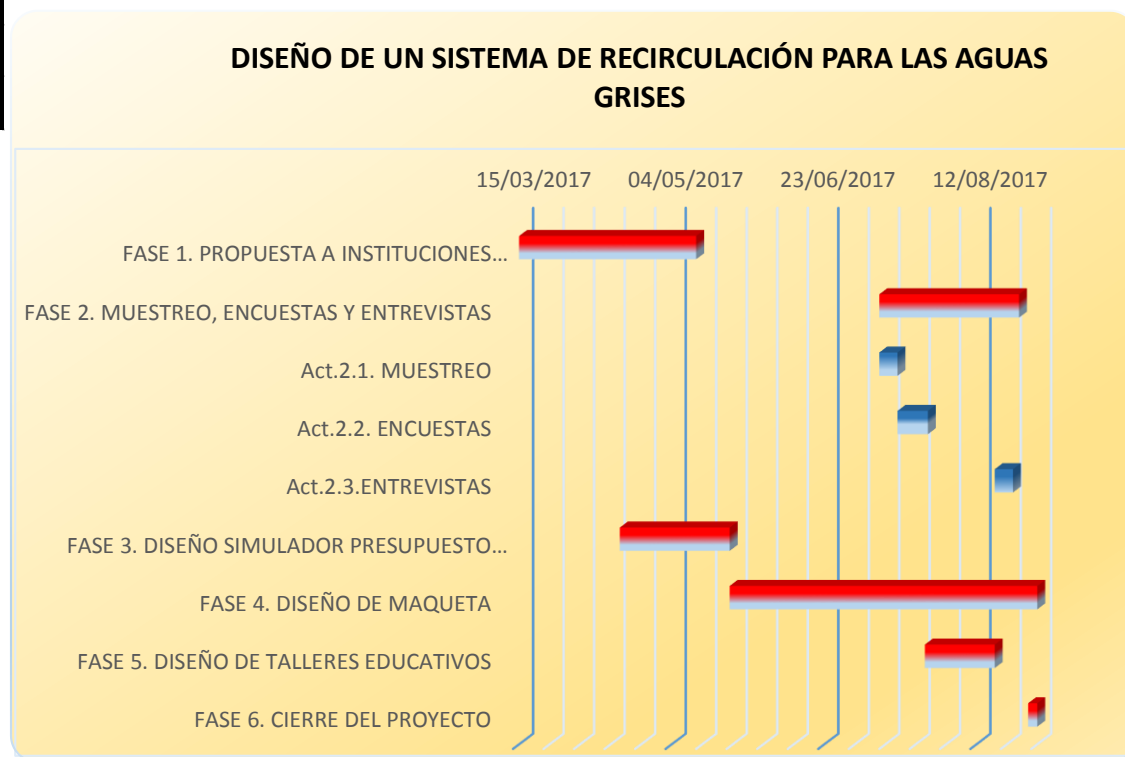 DISEÑO DE UN SISTEMA DE RECIRCULACIÓN PARA LAS AGUAS
GRISES
15/03/2017 04/05/2017 23/06/2017 12/08/2017
FASE 1. PROPUESTA A INSTITUCIONES…
FASE 2. MUESTREO, ENCUESTAS Y ENTREVISTAS
Act.2.1. MUESTREO
Act.2.2. ENCUESTAS
Act.2.3.ENTREVISTAS
FASE 3. DISEÑO SIMULADOR PRESUPUESTO…
FASE 4. DISEÑO DE MAQUETA
FASE 5. DISEÑO DE TALLERES EDUCATIVOS
FASE 6. CIERRE DEL PROYECTO